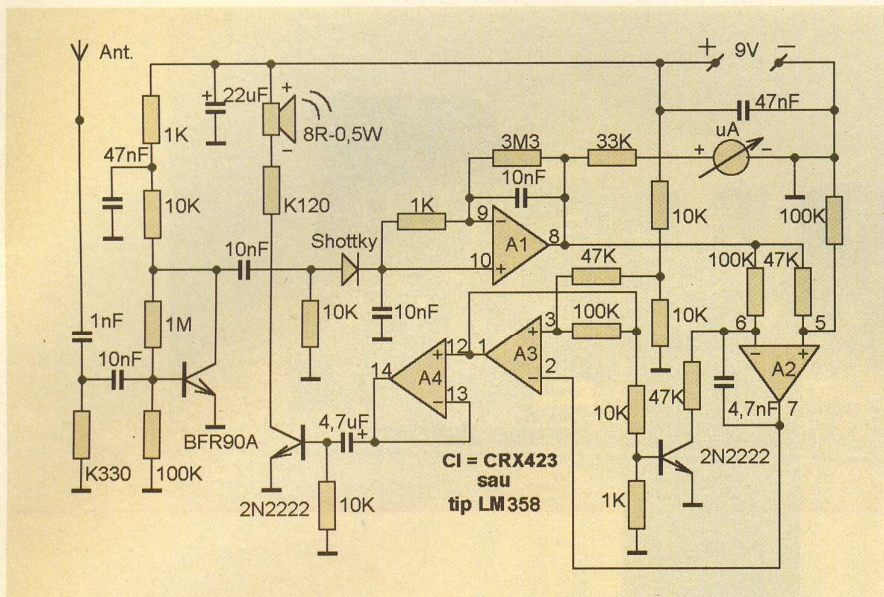 Ant.
+ 9V −
22uF
+
+
8R-0,5W
−
47nF
uA
+ −
1K
47nF
3M3
33K
10nF
10K
K120
1K
10K
100K
Shottky
9 −
A1
8
10nF
10 +
47K
100K
47K
1M
10K
10nF
100K
10K
6
5
1nF
3
+
−
+
12
1
A3
A2
10nF
14
+
A4
2
−
13
−
47K
4,7nF
7
10K
BFR90A
4,7uF
+
CI = CRX423
sau
tip LM358
2N2222
K330
100K
2N2222
10K
1K